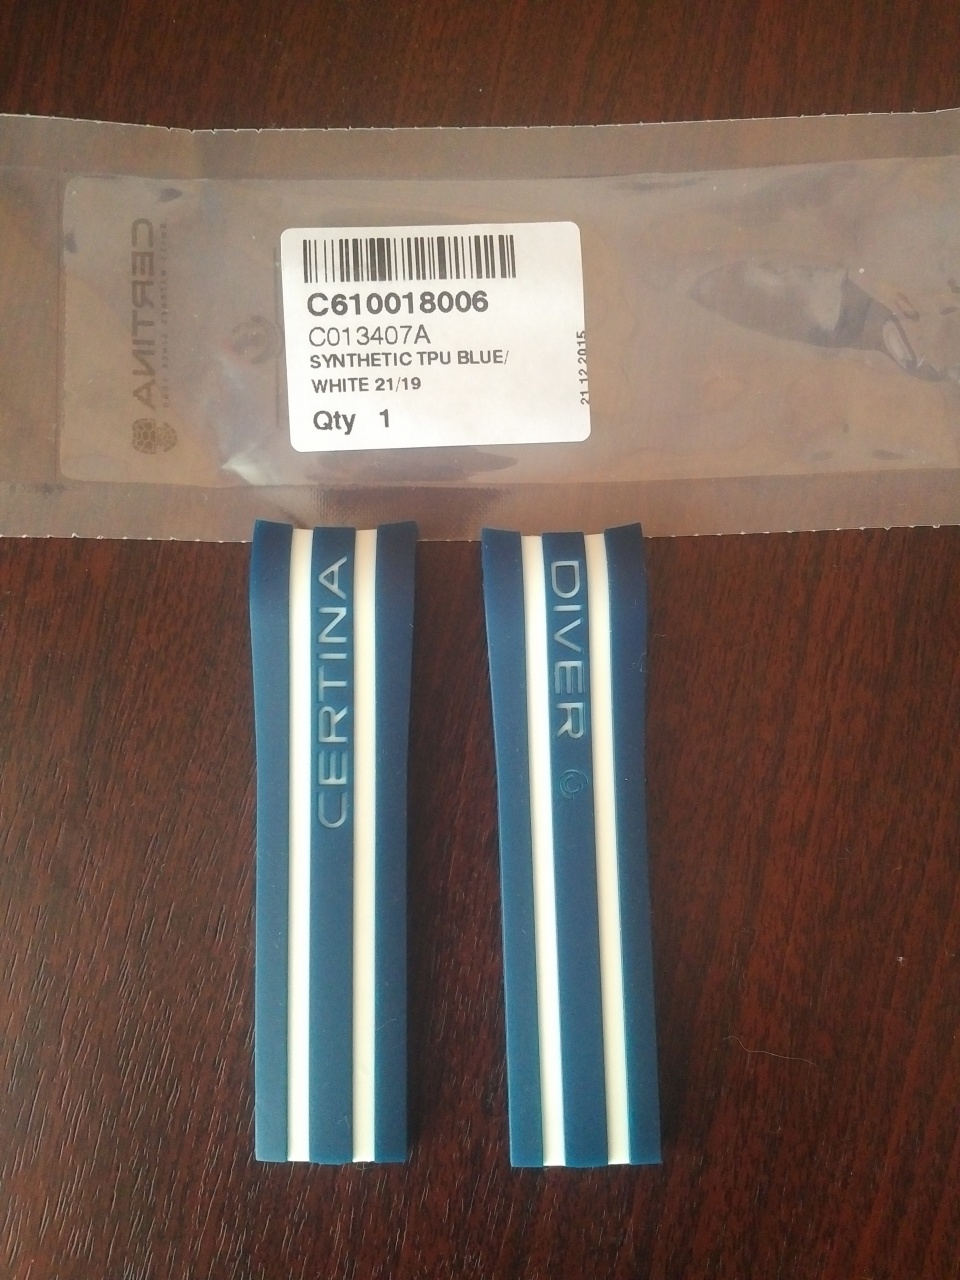 CERTINA
C610018006
C013407A
SYNTHETIC TPU BLUE/
WHITE 21/19
Qty 1
21.12.2015
CERTINA
DIVER